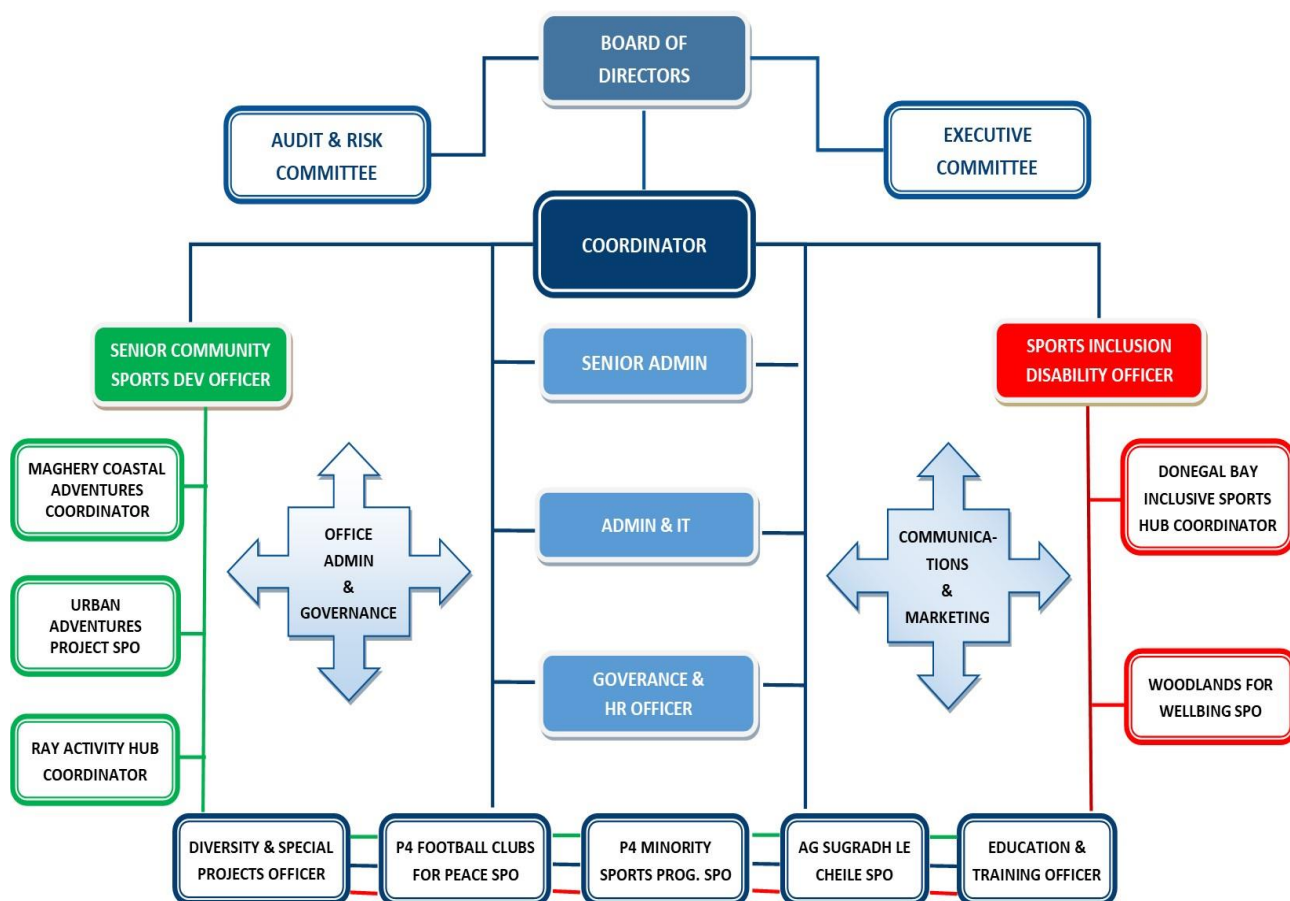 BOARD OF
DIRECTORS
AUDIT & RISK
COMMITTEE
EXECUTIVE
COMMITTEE
COORDINATOR
SENIOR COMMUNITY
SPORTS DEV OFFICER
SENIOR ADMIN
SPORTS INCLUSION
DISABILITY OFFICER
MAGHERY COASTAL
ADVENTURES
COORDINATOR
OFFICE
ADMIN
&
GOVERNANCE
ADMIN & IT
COMMUNICA-
TIONS
&
MARKETING
DONEGAL BAY
INCLUSIVE SPORTS
HUB COORDINATOR
URBAN
ADVENTURES
PROJECT SPO
GOVERANCE &
HR OFFICER
WOODLANDS FOR
WELLBING SPO
RAY ACTIVITY HUB
COORDINATOR
DIVERSITY & SPECIAL
PROJECTS OFFICER
P4 FOOTBALL CLUBS
FOR PEACE SPO
P4 MINORITY
SPORTS PROG. SPO
AG SUGRADH LE
CHEILE SPO
EDUCATION &
TRAINING OFFICER